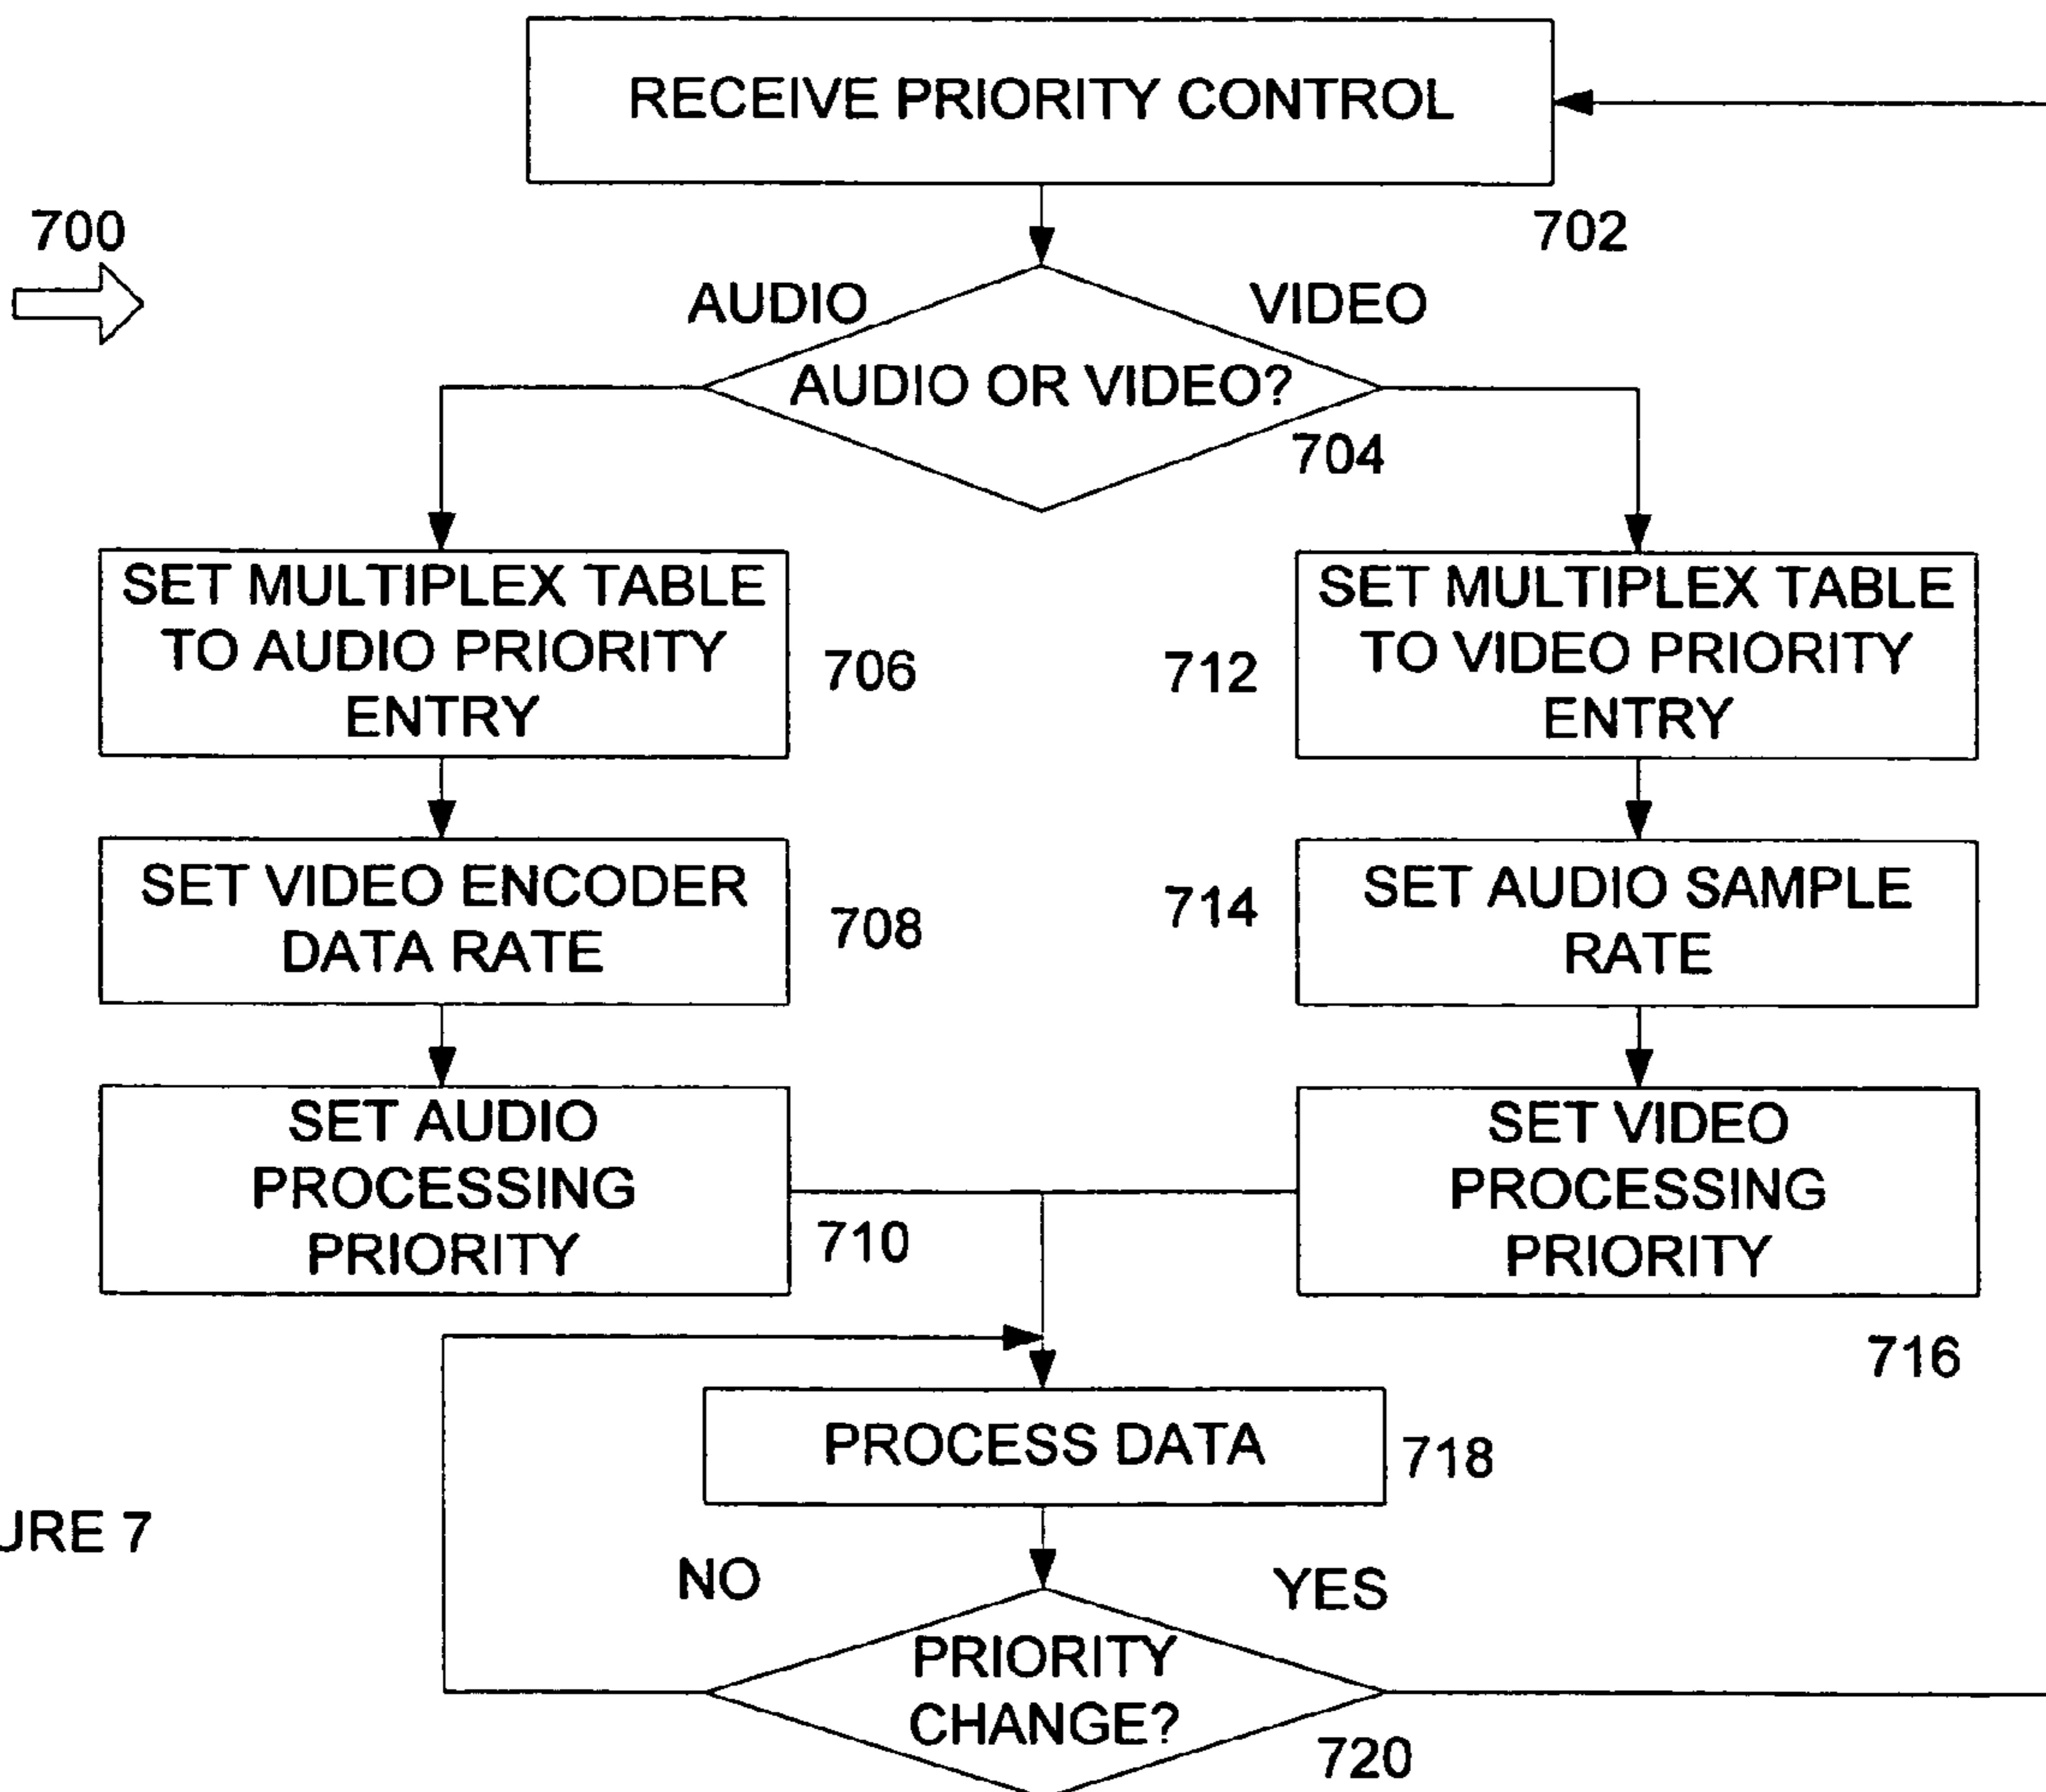 RECEIVE PRIORITY CONTROL
700
702
AUDIO
VIDEO
AUDIO OR VIDEO?
704
SET MULTIPLEX TABLE
TO AUDIO PRIORITY
ENTRY
706
712
SET MULTIPLEX TABLE
TO VIDEO PRIORITY
ENTRY
SET VIDEO ENCODER
DATA RATE
708
714
SET AUDIO SAMPLE
RATE
SET AUDIO
PROCESSING
PRIORITY
710
SET VIDEO
PROCESSING
PRIORITY
716
PROCESS DATA
718
URE 7
NO
YES
PRIORITY
CHANGE?
720